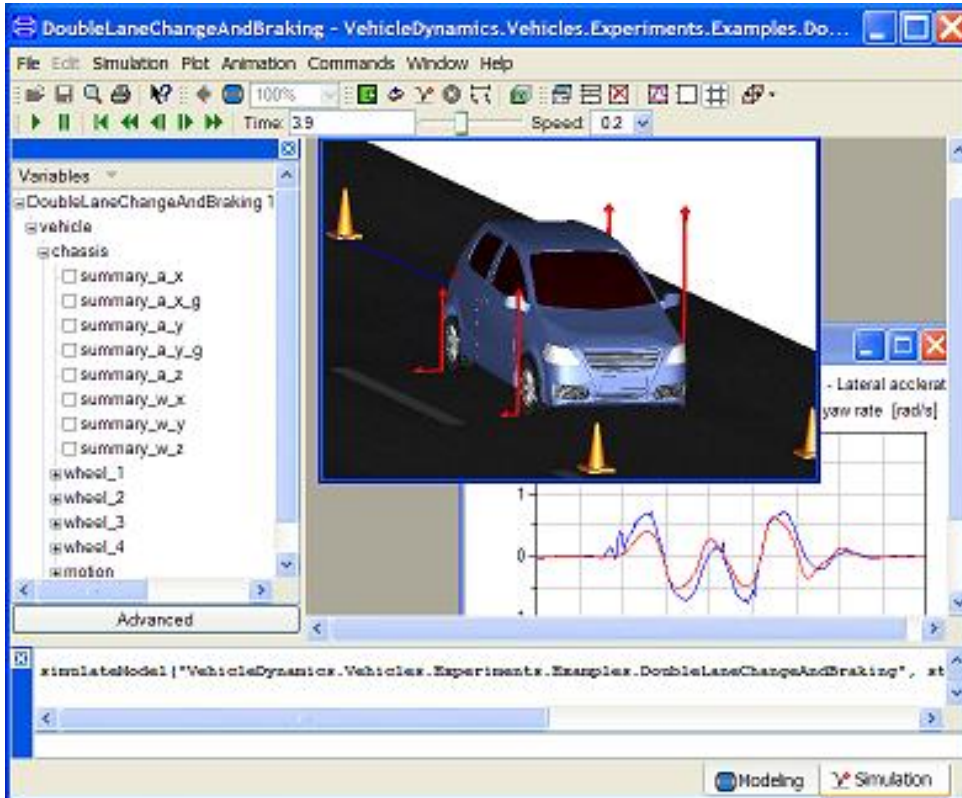 DoubleLaneChangeAndBraking - VehicleDynamics.Vehicles.Experiments.Examples.Do...
File Edit Simulation Plot Animation Commands Window Help
100%
Time: 3.9 Speed: 0.2
Variables
DoubleLaneChangeAndBraking 1
vehicle
chassis
summary_a_x
summary_a_x_g
summary_a_y
summary_a_y_g
summary_a_z
summary_w_x
summary_w_y
summary_w_z
wheel_1
wheel_2
wheel_3
wheel_4
motion
Advanced
- Lateral acclerat
yaw rate [rad/s]
1
0
simulateModel("VehicleDynamics.Vehicles.Experiments.Examples.DoubleLaneChangeAndBraking", st
Modeling Simulation